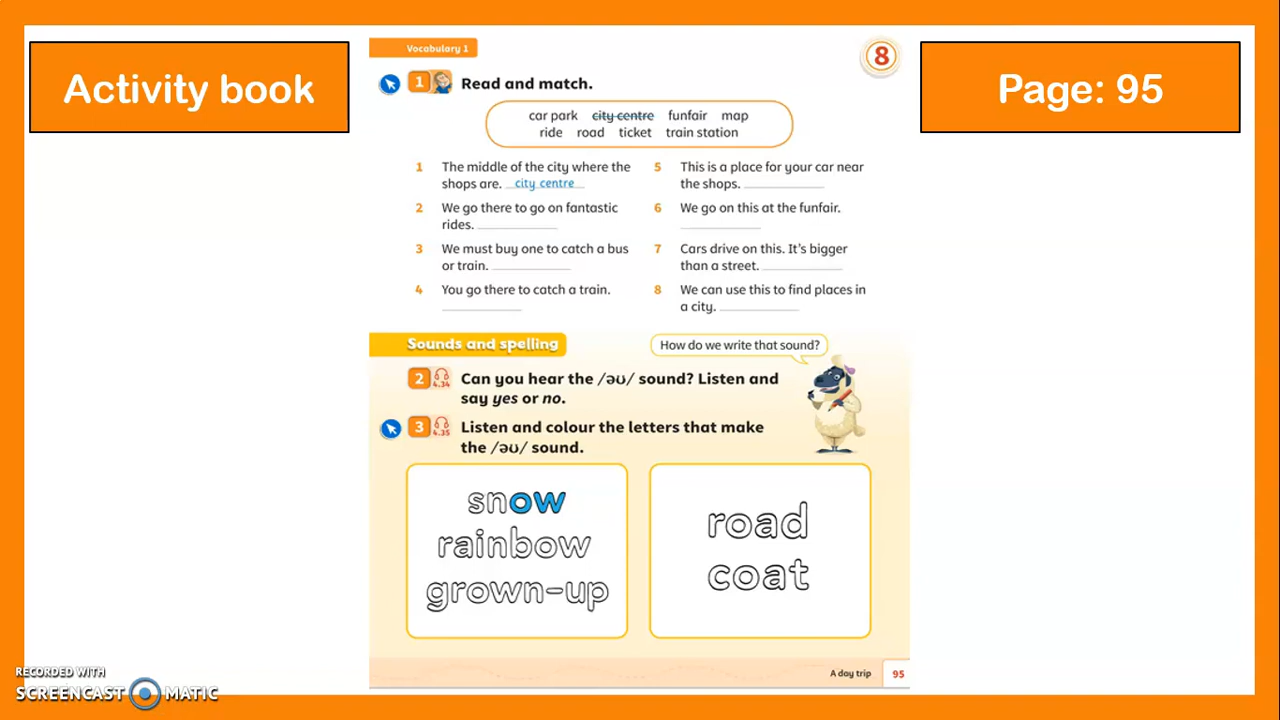 Activity book
Page: 95
Vocabulary 1
8
1 Read and match.
car park city centre funfair map
ride road ticket train station
1 The middle of the city where the
shops are. city centre
2 We go there to go on fantastic
rides.
3 We must buy one to catch a bus
or train.
4 You go there to catch a train.
5 This is a place for your car near
the shops.
6 We go on this at the funfair.
7 Cars drive on this. It's bigger
than a street.
8 We can use this to find places in
a city.
Sounds and spelling
How do we write that sound?
2 4.34 Can you hear the /əʊ/ sound? Listen and
say yes or no.
3 4.35 Listen and colour the letters that make
the /əʊ/ sound.
snow
rainbow
grown-up
road
coat
A day trip 95
RECORDED WITH
SCREENCAST MATIC